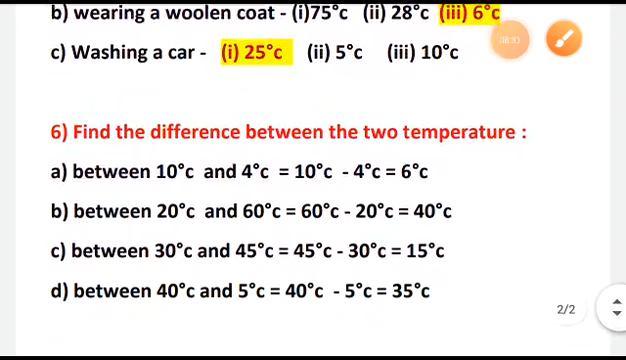 b) wearing a woolen coat - (i)75°c (ii) 28°c (iii) 6°c
c) Washing a car - (i) 25°c (ii) 5°c (iii) 10°c
6) Find the difference between the two temperature :
a) between 10°c and 4°c = 10°c - 4°c = 6°c
b) between 20°c and 60°c = 60°c - 20°c = 40°c
c) between 30°c and 45°c = 45°c - 30°c = 15°c
d) between 40°c and 5°c = 40°c - 5°c = 35°c
2/2